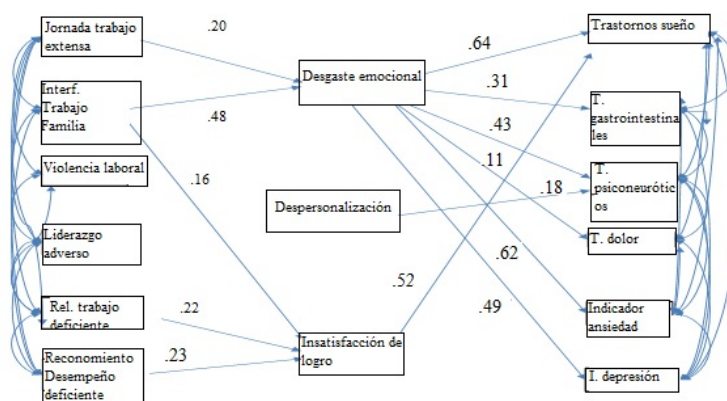 Jornada trabajo
extensa
Interf.
Trabajo
Familia
Violencia laboral
Liderazgo
adverso
Rel. trabajo
deficiente
Reconomiento
Desempeño
deficiente
.20
.48
.16
.22
.23
Desgaste emocional
Despersonalización
Insatisfacción de
logro
.64
.31
.43
.11
.18
.62
.52
.49
Trastornos sueño
T.
gastrointestina
les
T.
psiconeurótic
os
T. dolor
Indicador
ansiedad
I. depresión